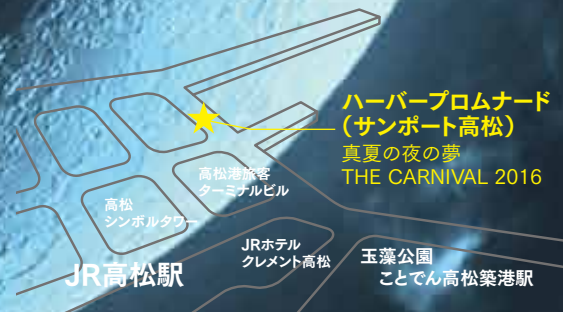 ハーバープロムナード
（サンポート高松）
真夏の夜の夢
THE CARNIVAL 2016
高松港旅客
ターミナルビル
高松
シンボルタワー
JRホテル
クレメント高松
JR高松駅
玉藻公園
ことでん高松築港駅